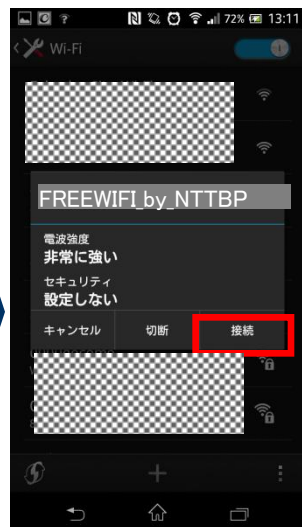 72% 13:11
Wi-Fi
FREEWIFI_by_NTTBP
電波強度
非常に強い
セキュリティ
設定しない
キャンセル 切断 接続